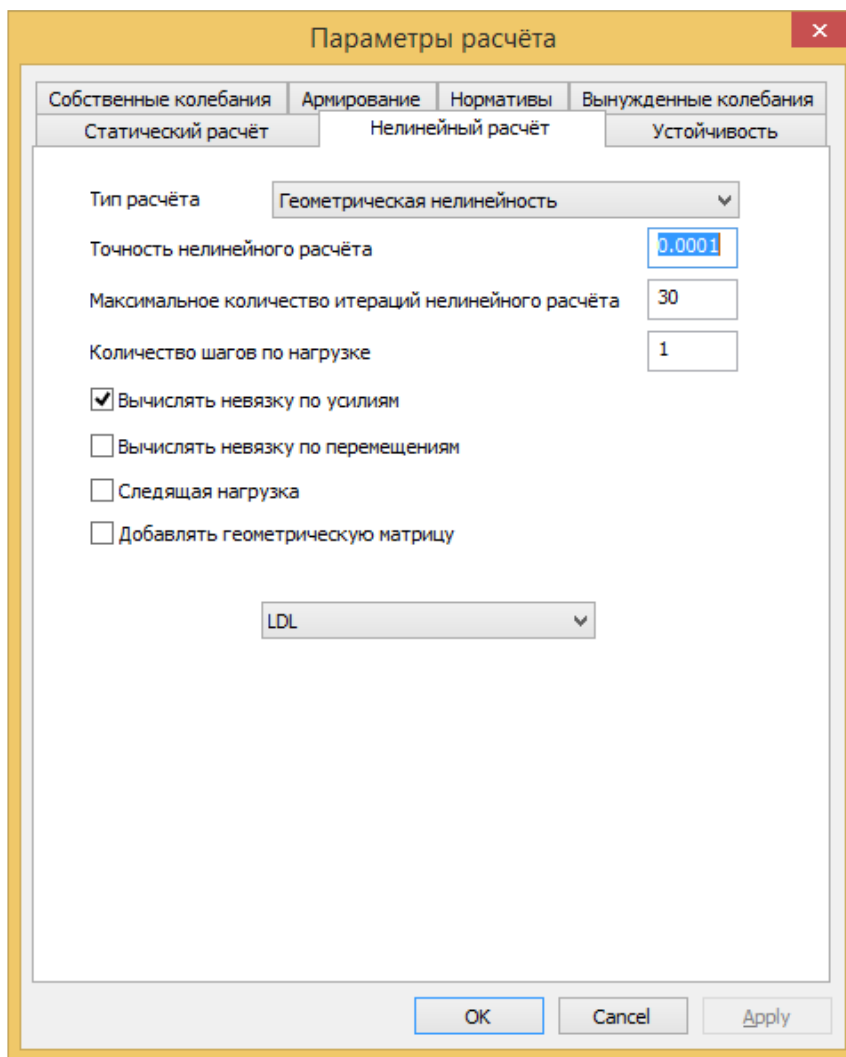 Параметры расчёта
Собственные колебания Армирование Нормативы Вынужденные колебания
Статический расчёт Нелинейный расчёт Устойчивость
Тип расчёта Геометрическая нелинейность
Точность нелинейного расчёта 0.0001
Максимальное количество итераций нелинейного расчёта 30
Количество шагов по нагрузке 1
Вычислять невязку по усилиям
Вычислять невязку по перемещениям
Следящая нагрузка
Добавлять геометрическую матрицу
LDL
OK Cancel Apply